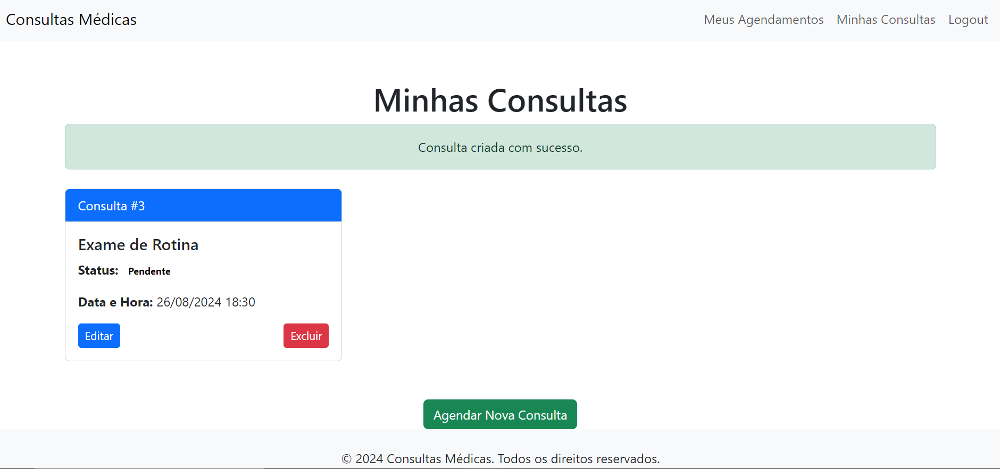 Consultas Médicas
Meus Agendamentos Minhas Consultas Logout
Minhas Consultas
Consulta criada com sucesso.
Consulta #3
Exame de Rotina
Status: Pendente
Data e Hora: 26/08/2024 18:30
Editar Excluir
Agendar Nova Consulta
© 2024 Consultas Médicas. Todos os direitos reservados.